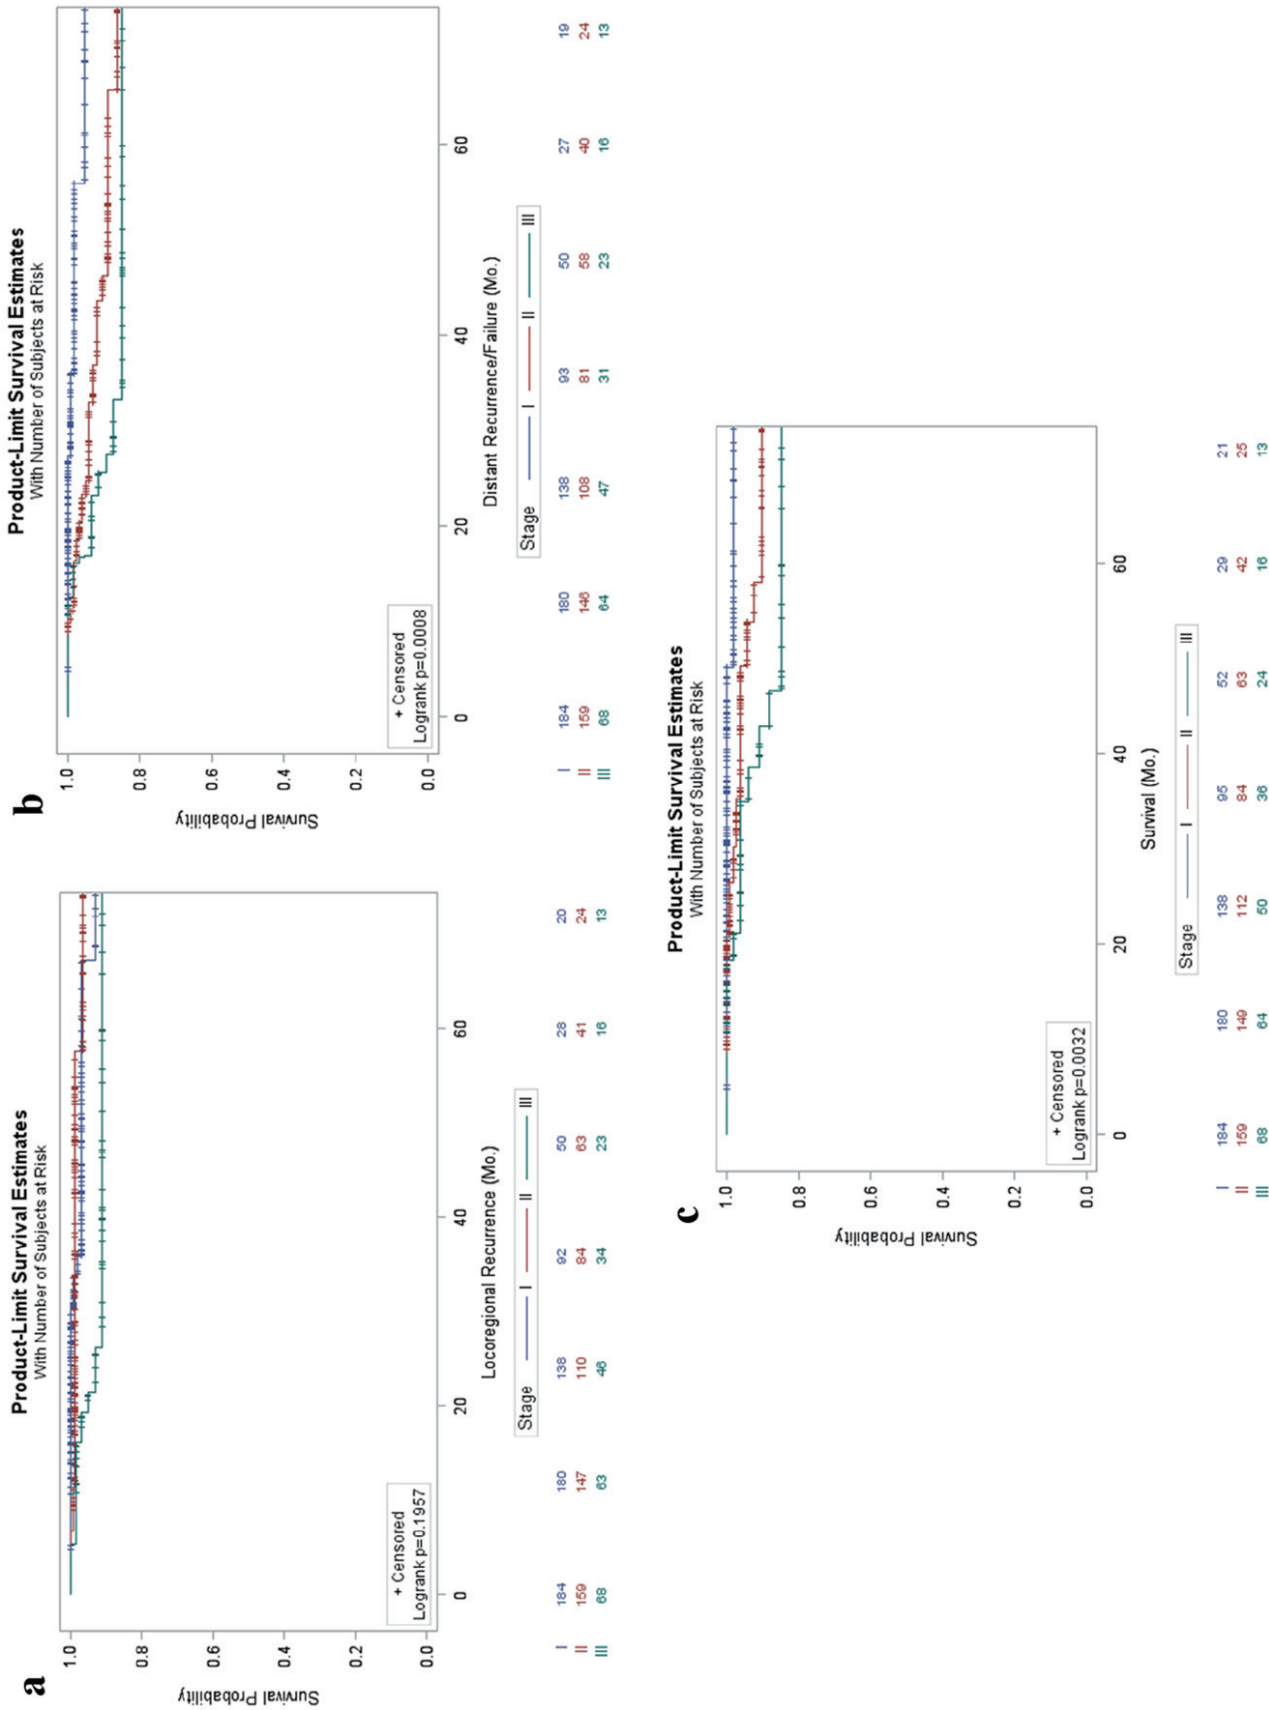 a
Product-Limit Survival Estimates
With Number of Subjects at Risk
Survival Probability
1.0
0.8
0.6
0.4
0.2
0.0
+ Censored
Logrank p=0.1957
0 20 40 60
Locoregional Recurrence (Mo.)
Stage I II III
I 184 180 138 92 50 28 20
II 159 147 110 84 63 41 24
III 68 63 46 34 23 16 13
b
Product-Limit Survival Estimates
With Number of Subjects at Risk
Survival Probability
1.0
0.8
0.6
0.4
0.2
0.0
+ Censored
Logrank p=0.0008
0 20 40 60
Distant Recurrence/Failure (Mo.)
Stage I II III
I 184 180 138 93 50 27 19
II 159 146 108 81 58 40 24
III 68 64 47 31 23 16 13
c
Product-Limit Survival Estimates
With Number of Subjects at Risk
Survival Probability
1.0
0.8
0.6
0.4
0.2
0.0
+ Censored
Logrank p=0.0032
0 20 40 60
Survival (Mo.)
Stage I II III
I 184 180 138 95 52 29 21
II 159 149 112 84 63 42 25
III 68 64 50 36 24 16 13